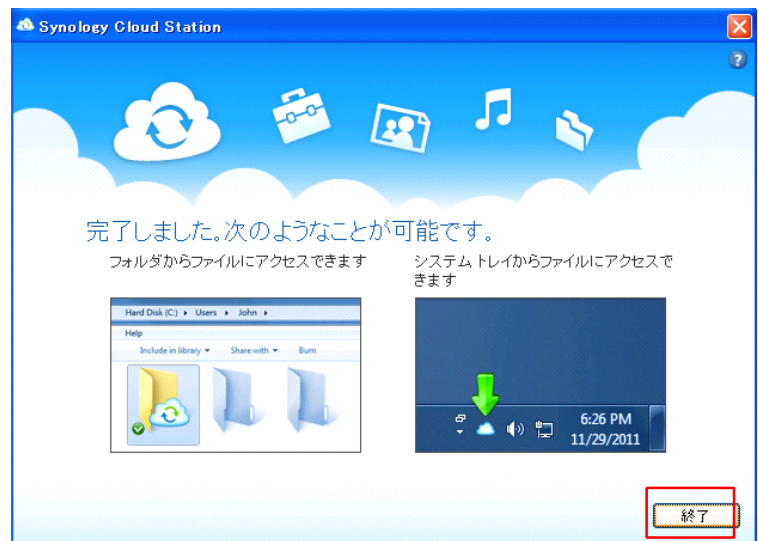 Synology Cloud Station
?
完了しました。次のようなことが可能です。
フォルダからファイルにアクセスできます
システム トレイからファイルにアクセスで
きます
Hard Disk (C:) ▸ Users ▸ John ▸
Help
Include in library ▾ Share with ▾ Burn
6:26 PM
11/29/2011
終了